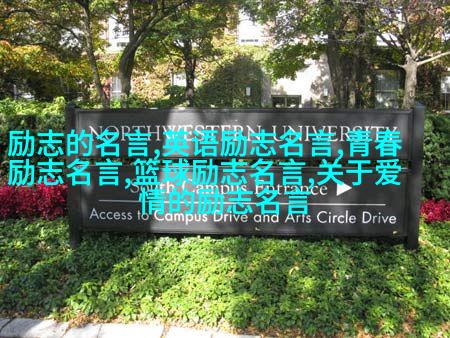 NORTHWESTERN UNIVERSITY
励志的名言,英语励志名言,青春
励志名言,篮球励志名言,关于爱
South Campus Entrance
情的励志名言
Access to Campus Drive and Arts Circle Drive